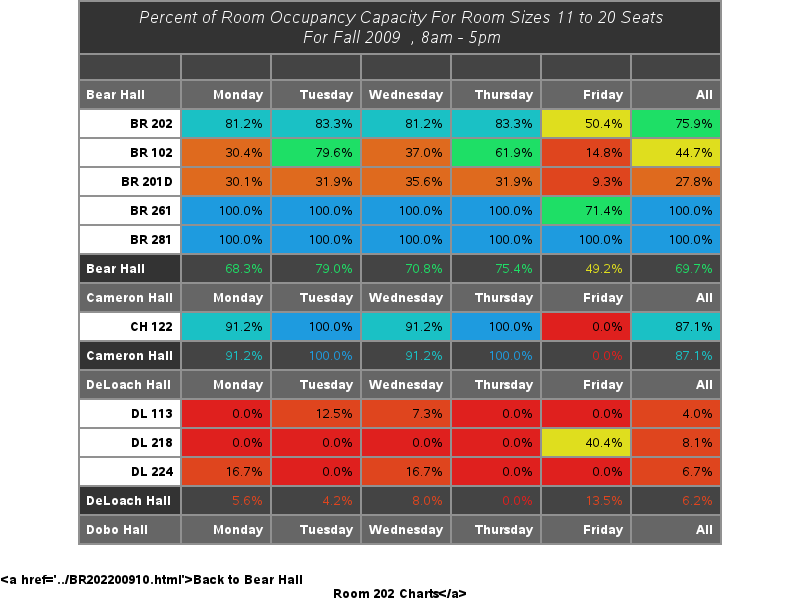 Percent of Room Occupancy Capacity For Room Sizes 11 to 20 Seats
For Fall 2009 , 8am - 5pm
Bear Hall Monday Tuesday Wednesday Thursday Friday All
BR 202 81.2% 83.3% 81.2% 83.3% 50.4% 75.9%
BR 102 30.4% 79.6% 37.0% 61.9% 14.8% 44.7%
BR 201D 30.1% 31.9% 35.6% 31.9% 9.3% 27.8%
BR 261 100.0% 100.0% 100.0% 100.0% 71.4% 100.0%
BR 281 100.0% 100.0% 100.0% 100.0% 100.0% 100.0%
Bear Hall 68.3% 79.0% 70.8% 75.4% 49.2% 69.7%
Cameron Hall Monday Tuesday Wednesday Thursday Friday All
CH 122 91.2% 100.0% 91.2% 100.0% 0.0% 87.1%
Cameron Hall 91.2% 100.0% 91.2% 100.0% 0.0% 87.1%
DeLoach Hall Monday Tuesday Wednesday Thursday Friday All
DL 113 0.0% 12.5% 7.3% 0.0% 0.0% 4.0%
DL 218 0.0% 0.0% 0.0% 0.0% 40.4% 8.1%
DL 224 16.7% 0.0% 16.7% 0.0% 0.0% 6.7%
DeLoach Hall 5.6% 4.2% 8.0% 0.0% 13.5% 6.2%
Dobo Hall Monday Tuesday Wednesday Thursday Friday All
<a href='../BR202200910.html'>Back to Bear Hall
Room 202 Charts</a>